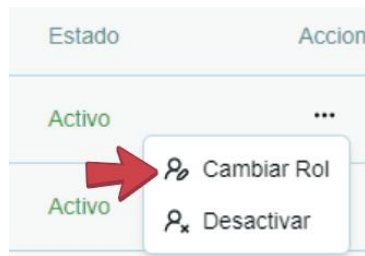 Estado Accion
Activo ...
Cambiar Rol
Activo
Desactivar